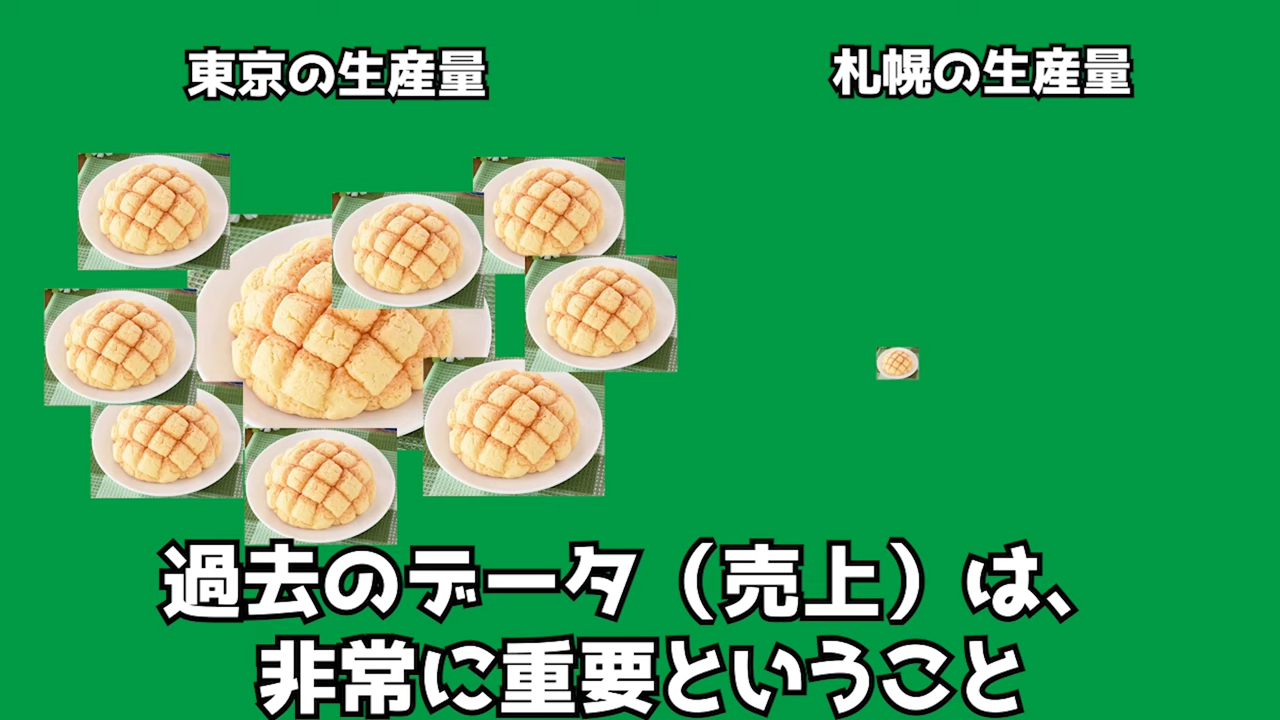 東京の生産量
札幌の生産量
過去のデータ（売上）は、
非常に重要ということ